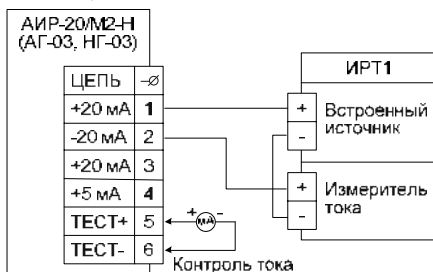 АИР-20/М2-Н
(АГ-03, НГ-03)
ЦЕПЬ -Ø
+20 мА 1
-20 мА 2
+20 мА 3
+5 мА 4
ТЕСТ+ 5
ТЕСТ- 6
+ мА -
Контроль тока
ИРТ1
+ Встроенный
- источник
+ Измеритель
- тока